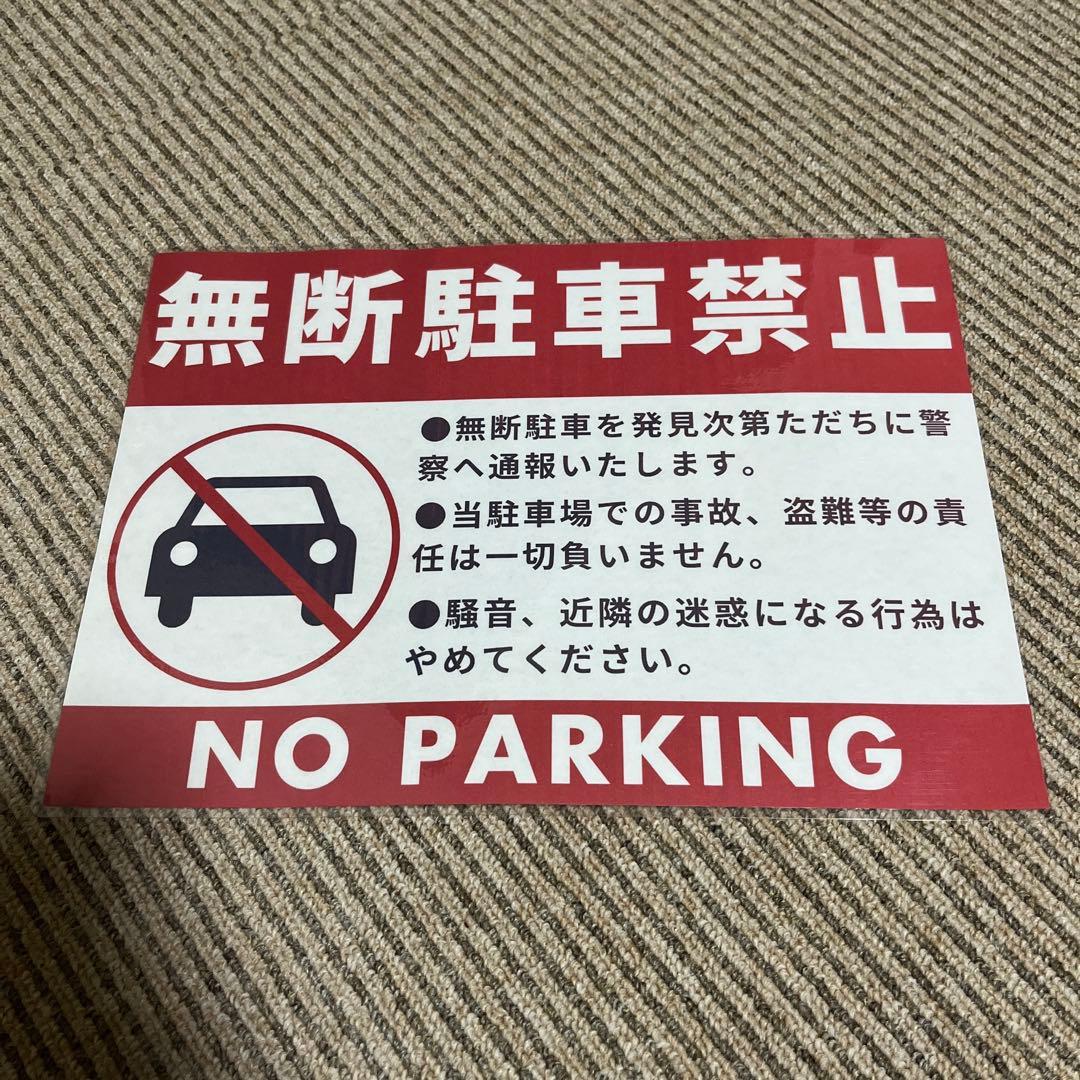 無断駐車禁止
●無断駐車を発見次第ただちに警
察へ通報いたします。
●当駐車場での事故、盗難等の責
任は一切負いません。
●騒音、近隣の迷惑になる行為は
やめてください。
NO PARKING